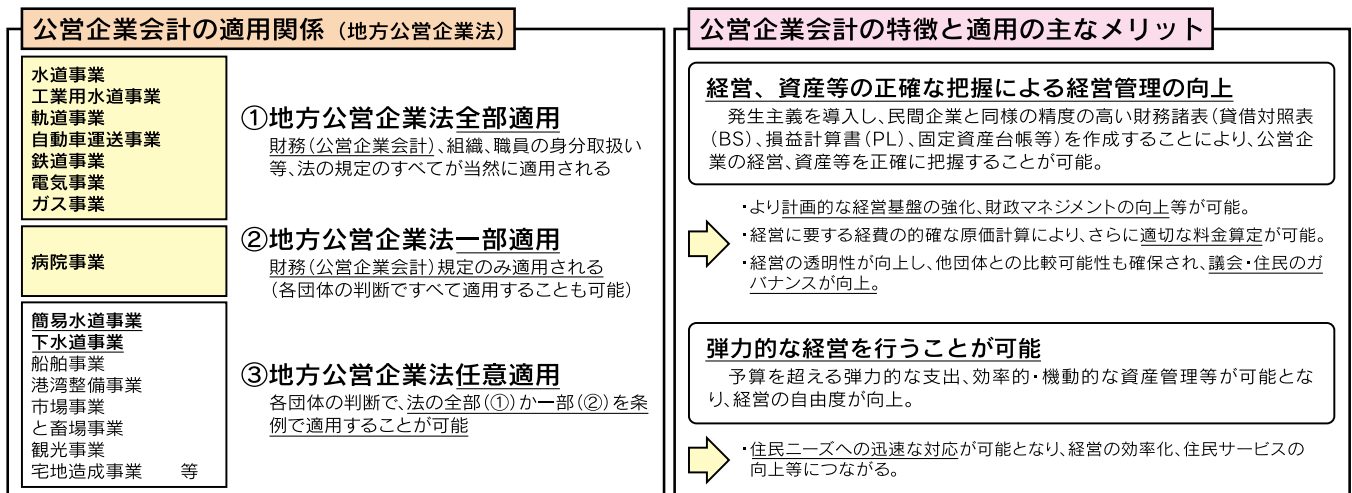 公営企業会計の適用関係（地方公営企業法）
水道事業
工業用水道事業
軌道事業
自動車運送事業
鉄道事業
電気事業
ガス事業
①地方公営企業法全部適用
財務（公営企業会計）、組織、職員の身分取扱い
等、法の規定のすべてが当然に適用される
病院事業
②地方公営企業法一部適用
財務（公営企業会計）規定のみ適用される
（各団体の判断ですべて適用することも可能）
簡易水道事業
下水道事業
船舶事業
港湾整備事業
市場事業
と畜場事業
観光事業
宅地造成事業　等
③地方公営企業法任意適用
各団体の判断で、法の全部（①）か一部（②）を条
例で適用することが可能
公営企業会計の特徴と適用の主なメリット
経営、資産等の正確な把握による経営管理の向上
発生主義を導入し、民間企業と同様の精度の高い財務諸表（貸借対照表
（BS）、損益計算書（PL）、固定資産台帳等）を作成することにより、公営企
業の経営、資産等を正確に把握することが可能。
・より計画的な経営基盤の強化、財政マネジメントの向上等が可能。
・経営に要する経費の的確な原価計算により、さらに適切な料金算定が可能。
・経営の透明性が向上し、他団体との比較可能性も確保され、議会・住民のガ
バナンスが向上。
弾力的な経営を行うことが可能
予算を超える弾力的な支出、効率的・機動的な資産管理等が可能とな
り、経営の自由度が向上。
・住民ニーズへの迅速な対応が可能となり、経営の効率化、住民サービスの
向上等につながる。